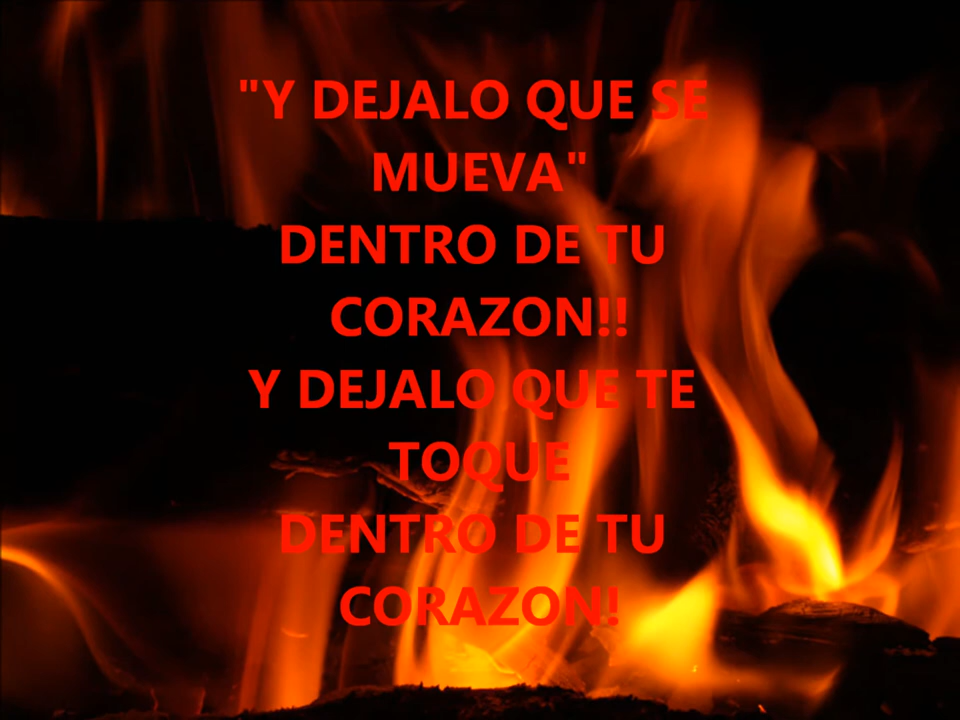 "Y DEJALO QUE SE
MUEVA"
DENTRO DE TU
CORAZON!!
Y DEJALO QUE TE
TOQUE
DENTRO DE TU
CORAZON!